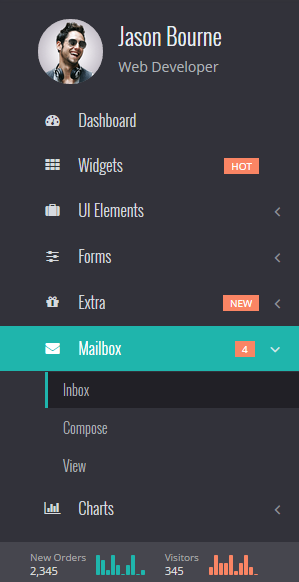 Jason Bourne
Web Developer
Dashboard
Widgets HOT
UI Elements
Forms
Extra NEW
Mailbox 4
Inbox
Compose
View
Charts
New Orders Visitors
2,345 345